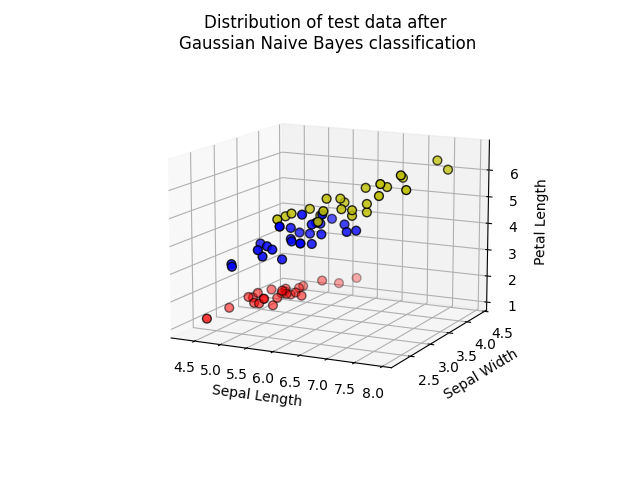 Distribution of test data after
Gaussian Naive Bayes classification
6
5
4
3
2
1
Petal Length
4.5 5.0 5.5 6.0 6.5 7.0 7.5 8.0
Sepal Length
2.5 3.0 3.5 4.0 4.5
Sepal Width